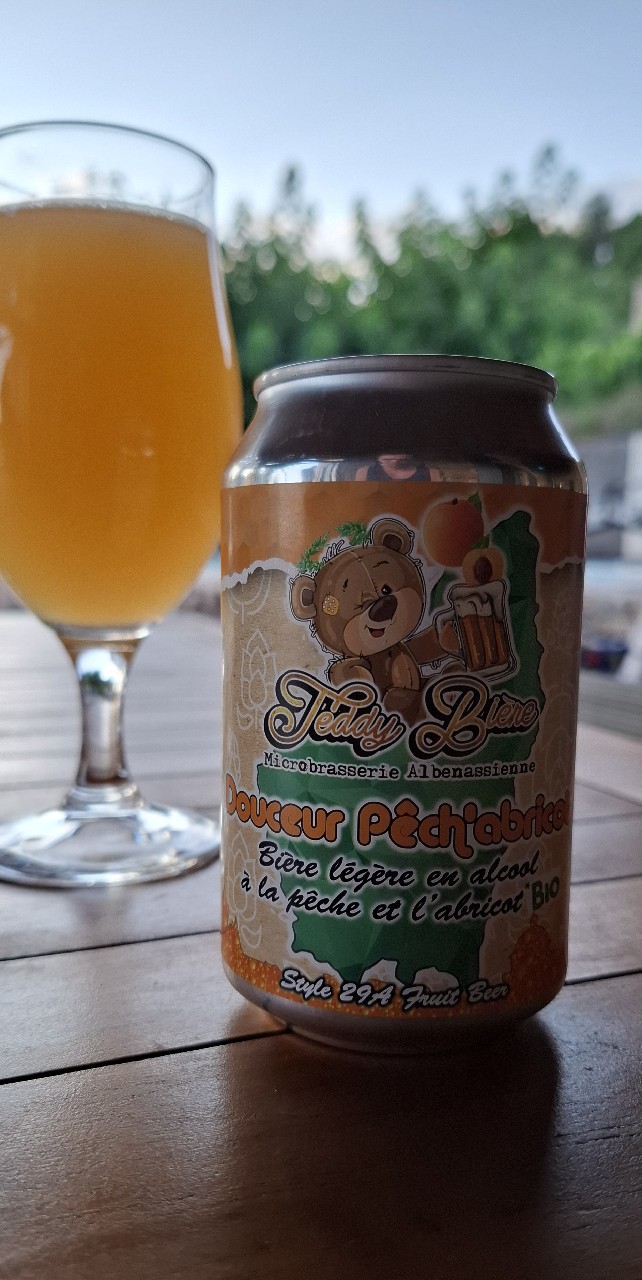 Teddy Bière
Microbrasserie Albenassienne
Douceur Pêch'abricot
Bière légère en alcool
à la pêche et l'abricot* BIO
Style 29A Fruit Beer